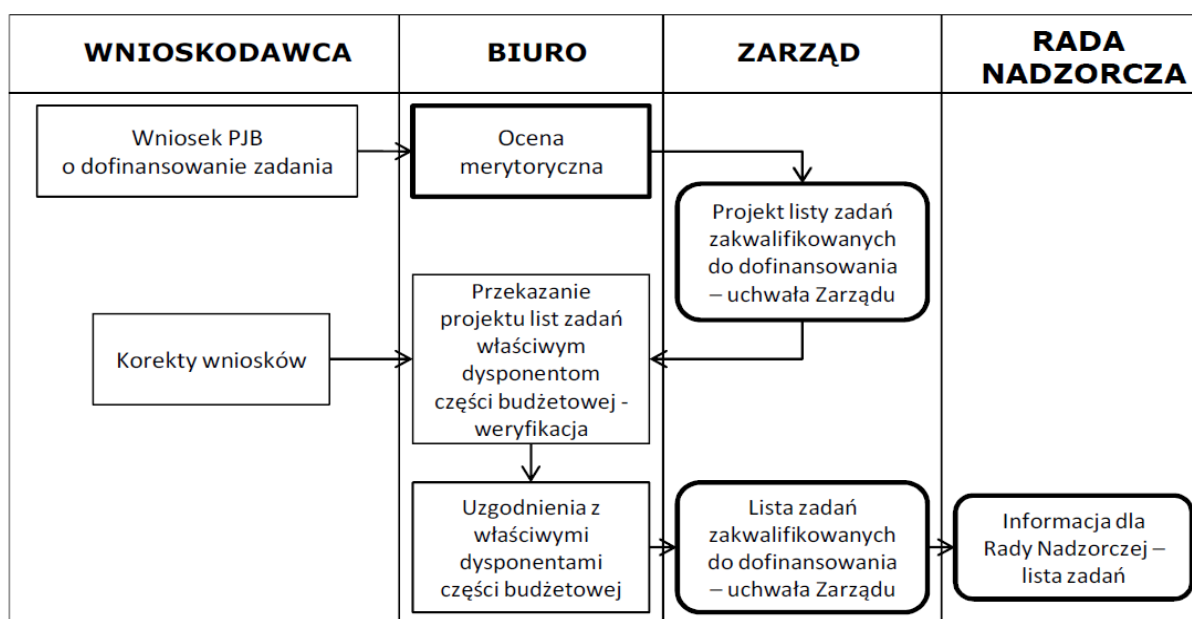 WNIOSKODAWCA
BIURO
ZARZĄD
RADA
NADZORCZA
Wniosek PJB
o dofinansowanie zadania
Ocena
merytoryczna
Projekt listy zadań
zakwalifikowanych
do dofinansowania
– uchwała Zarządu
Korekty wniosków
Przekazanie
projektu list zadań
właściwym
dysponentom
części budżetowej -
weryfikacja
Uzgodnienia z
właściwymi
dysponentami
części budżetowej
Lista zadań
zakwalifikowanych
do dofinansowania
– uchwała Zarządu
Informacja dla
Rady Nadzorczej –
lista zadań